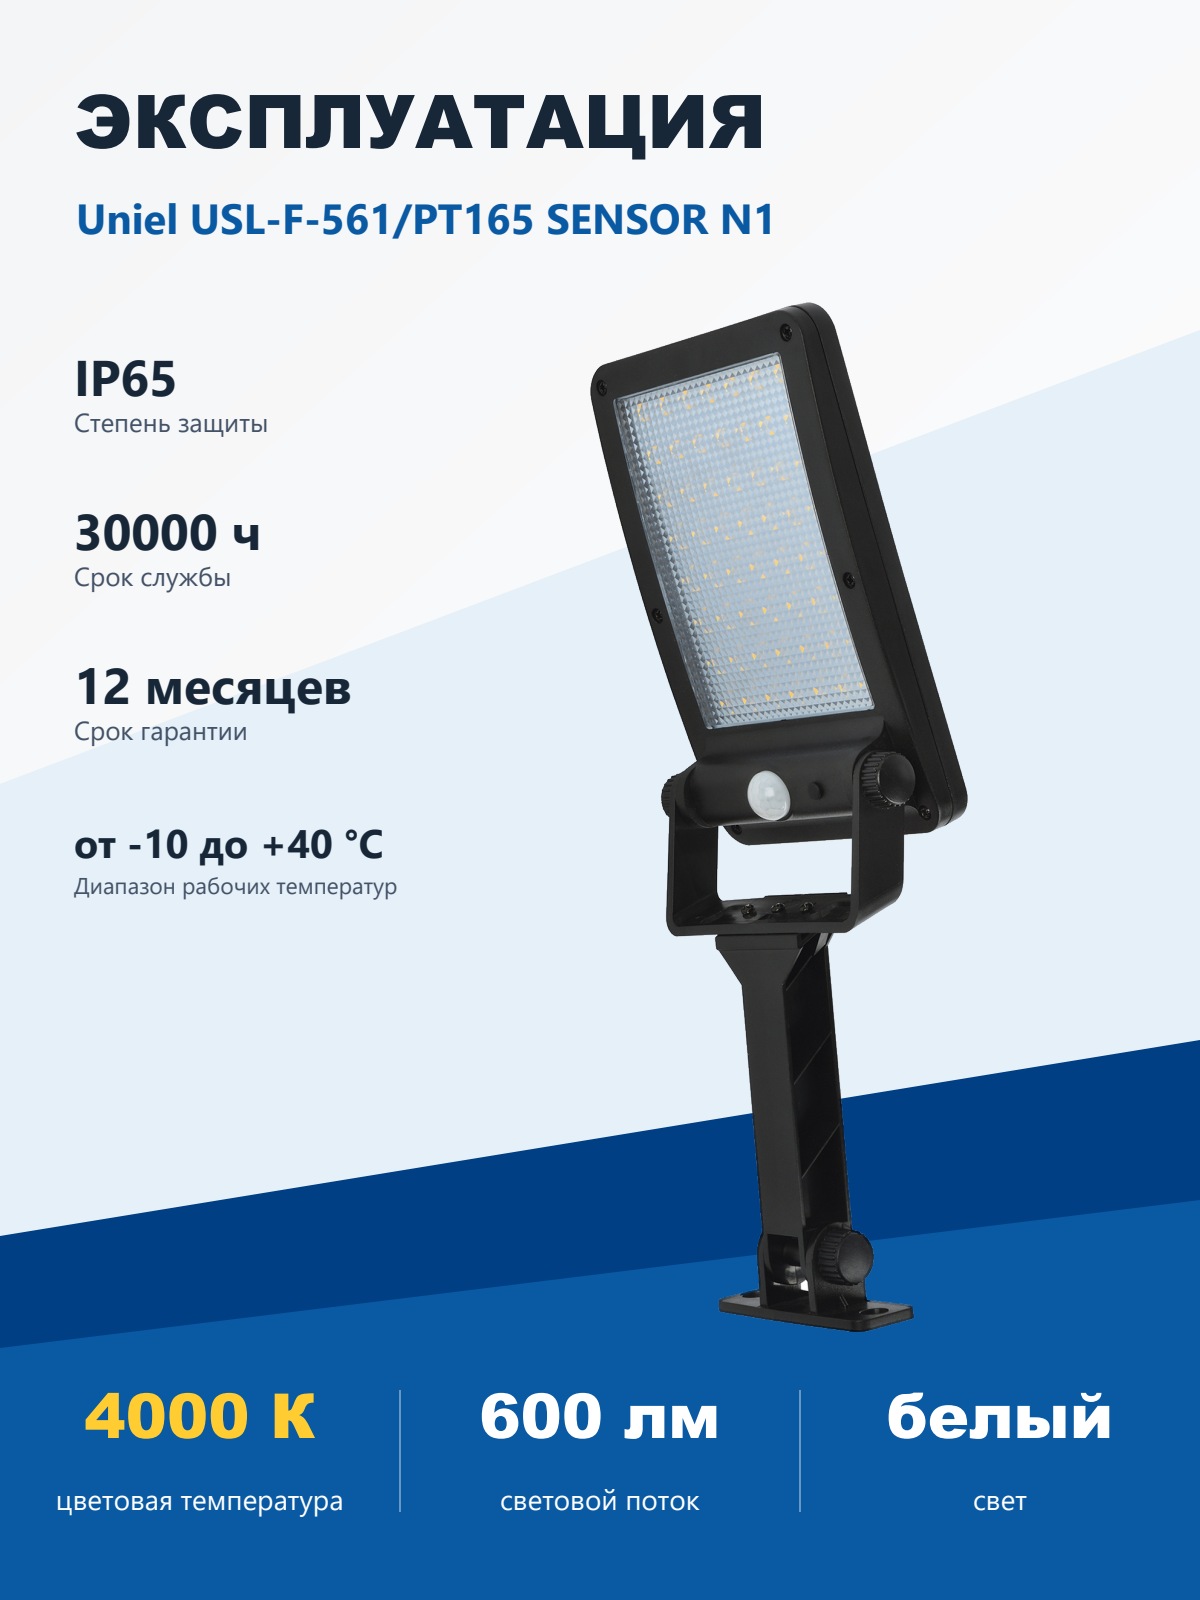 ЭКСПЛУАТАЦИЯ
Uniel USL-F-561/PT165 SENSOR N1
IP65
Степень защиты
30000 ч
Срок службы
12 месяцев
Срок гарантии
от -10 до +40 °C
Диапазон рабочих температур
4000 К
цветовая температура
600 лм
световой поток
белый
свет